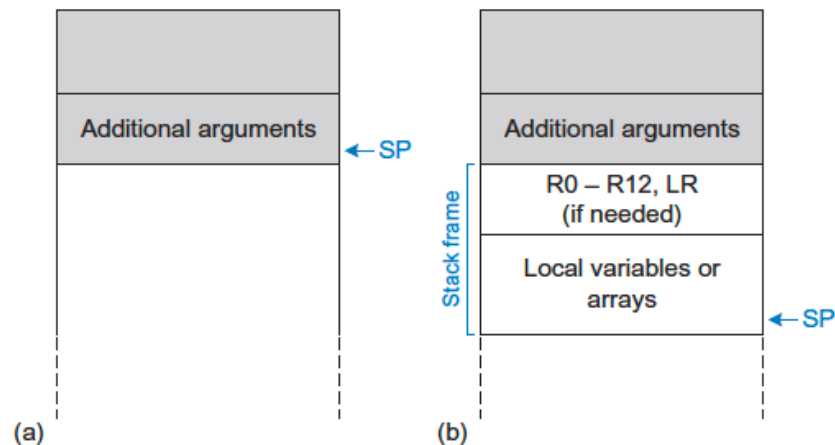 Additional arguments
SP
(a)
Additional arguments
R0 – R12, LR
(if needed)
Local variables or
arrays
Stack frame
SP
(b)